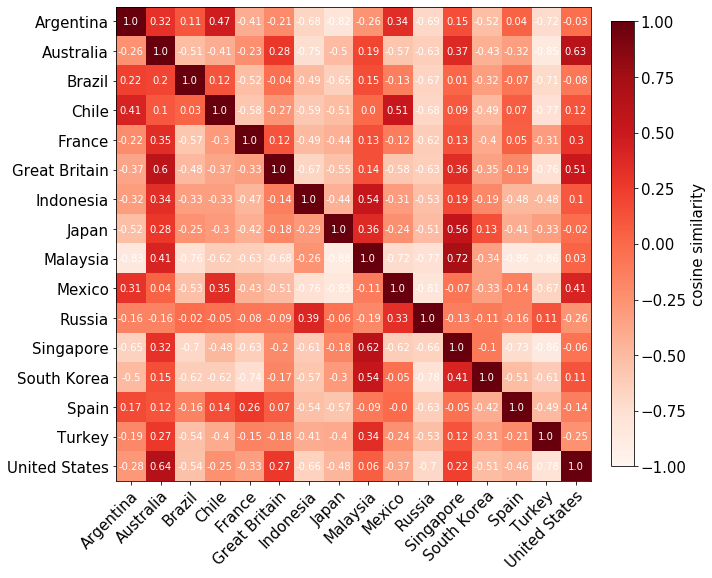 Argentina 1.0 0.32 0.11 0.47 -0.41 -0.21 -0.68 -0.82 -0.26 0.34 -0.69 0.15 -0.52 0.04 -0.72 -0.03
Australia -0.26 1.0 -0.51 -0.41 -0.23 0.28 -0.75 -0.5 0.19 -0.57 -0.63 0.37 -0.43 -0.32 -0.85 0.63
Brazil 0.22 0.2 1.0 0.12 -0.52 -0.04 -0.49 -0.65 0.15 -0.13 -0.67 0.01 -0.32 -0.07 -0.71 -0.08
Chile 0.41 0.1 0.03 1.0 -0.58 -0.27 -0.59 -0.51 0.0 0.51 -0.68 0.09 -0.49 0.07 -0.77 0.12
France -0.22 0.35 -0.57 -0.3 1.0 0.12 -0.49 -0.44 0.13 -0.12 -0.62 0.13 -0.4 0.05 -0.31 0.3
Great Britain -0.37 0.6 -0.48 -0.37 -0.33 1.0 -0.67 -0.55 0.14 -0.58 -0.63 0.36 -0.35 -0.19 -0.76 0.51
Indonesia -0.32 0.34 -0.33 -0.33 -0.47 -0.14 1.0 -0.44 0.54 -0.31 -0.53 0.19 -0.19 -0.48 -0.48 0.1
Japan -0.52 0.28 -0.25 -0.3 -0.42 -0.18 -0.29 1.0 0.36 -0.24 -0.51 0.56 0.13 -0.41 -0.33 -0.02
Malaysia 0.41 -0.76 -0.62 -0.63 -0.68 -0.26 1.0 -0.72 0.72 -0.34 0.03
Mexico 0.31 0.04 -0.53 0.35 -0.43 -0.51 -0.76 -0.83 -0.11 1.0 -0.81 -0.07 -0.33 -0.14 -0.67 0.41
Russia -0.16 -0.16 -0.02 -0.05 -0.08 -0.09 0.39 -0.06 -0.19 0.33 1.0 -0.13 -0.11 -0.16 0.11 -0.26
Singapore -0.65 0.32 -0.7 -0.48 -0.63 -0.2 -0.61 -0.18 0.62 -0.62 -0.66 1.0 -0.1 -0.73 -0.86 -0.06
South Korea -0.5 0.15 -0.62 -0.62 -0.74 -0.17 -0.57 -0.3 0.54 -0.05 -0.78 0.41 1.0 -0.51 -0.61 0.11
Spain 0.17 0.12 -0.16 0.14 0.26 0.07 -0.54 -0.57 -0.09 -0.0 -0.63 -0.05 -0.42 1.0 -0.49 -0.14
Turkey -0.19 0.27 -0.54 -0.4 -0.15 -0.18 -0.41 -0.4 0.34 -0.24 -0.53 0.12 -0.31 -0.21 1.0 -0.25
United States -0.28 0.64 -0.54 -0.25 -0.33 0.27 -0.66 -0.48 0.06 -0.37 -0.7 0.22 -0.51 -0.46 -0.78 1.0
Argentina
Australia
Brazil
Chile
France
Great Britain
Indonesia
Japan
Malaysia
Mexico
Russia
Singapore
South Korea
Spain
Turkey
United States
1.00
0.75
0.50
0.25
0.00
−0.25
−0.50
−0.75
−1.00
cosine similarity